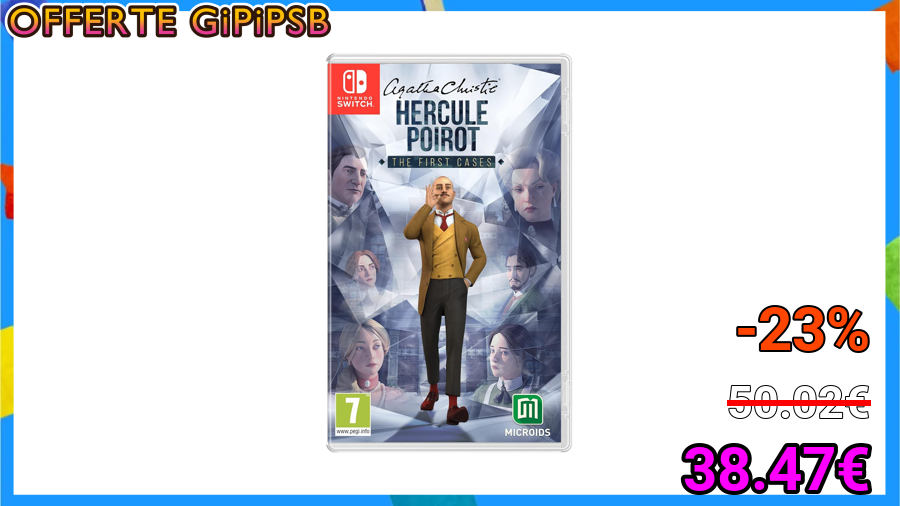 OFFERTE GiPiPSB
NINTENDO
SWITCH
Agatha Christie
HERCULE
POIROT
THE FIRST CASES
7
www.pegi.info
MICROIDS
-23%
50.02€
38.47€